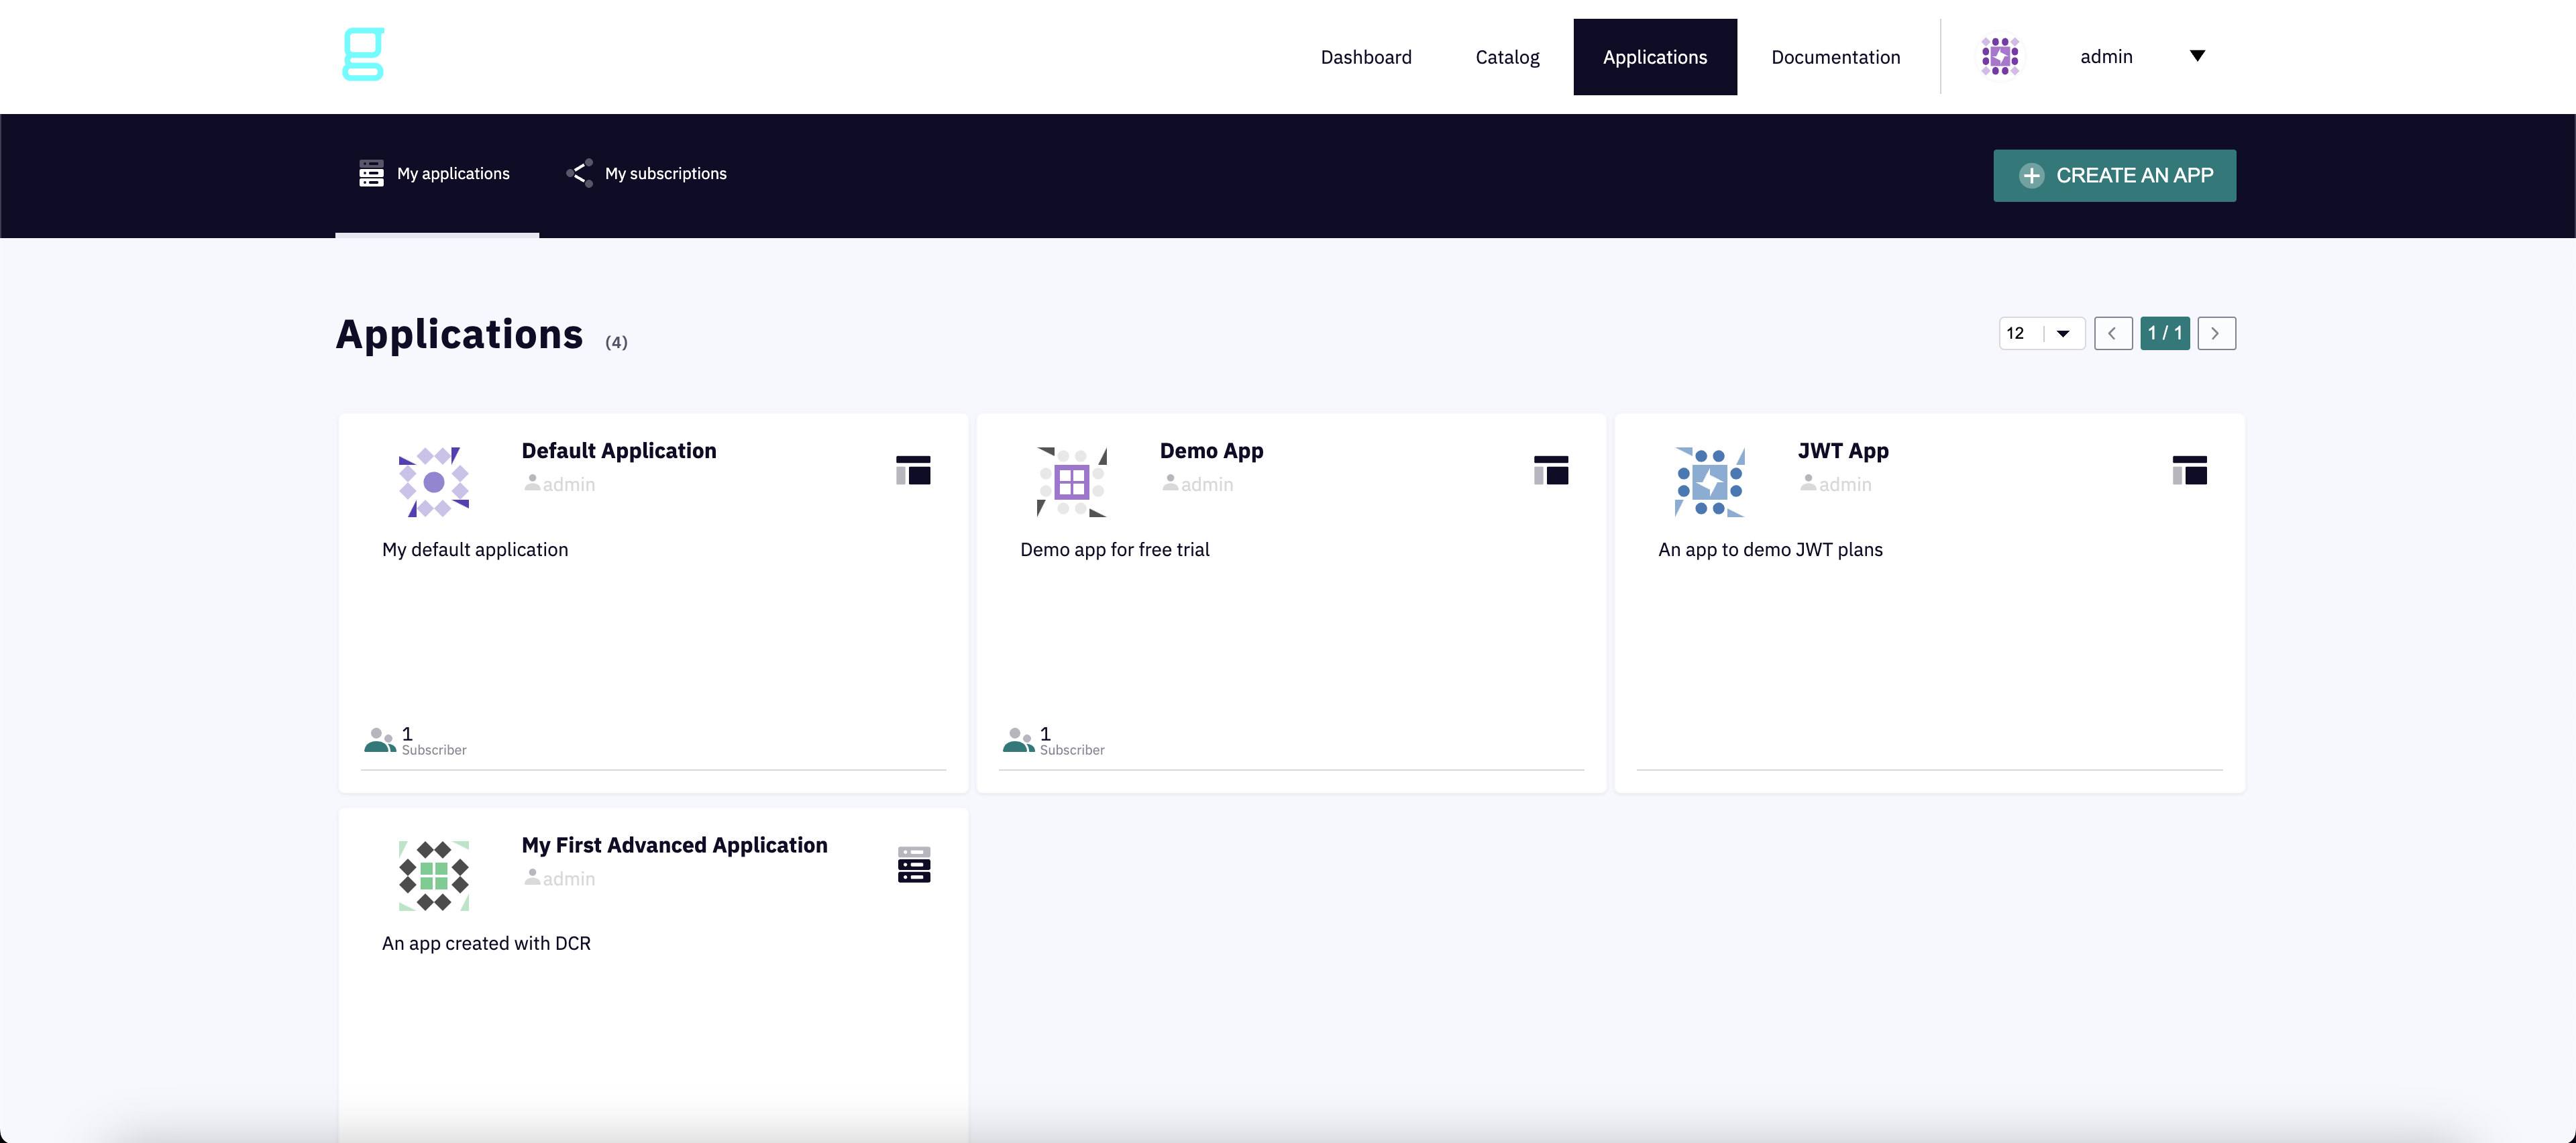 g
Dashboard Catalog Applications Documentation admin
My applications My subscriptions CREATE AN APP
Applications (4) 12 1 / 1
Default Application
admin
My default application
1
Subscriber
Demo App
admin
Demo app for free trial
1
Subscriber
JWT App
admin
An app to demo JWT plans
My First Advanced Application
admin
An app created with DCR